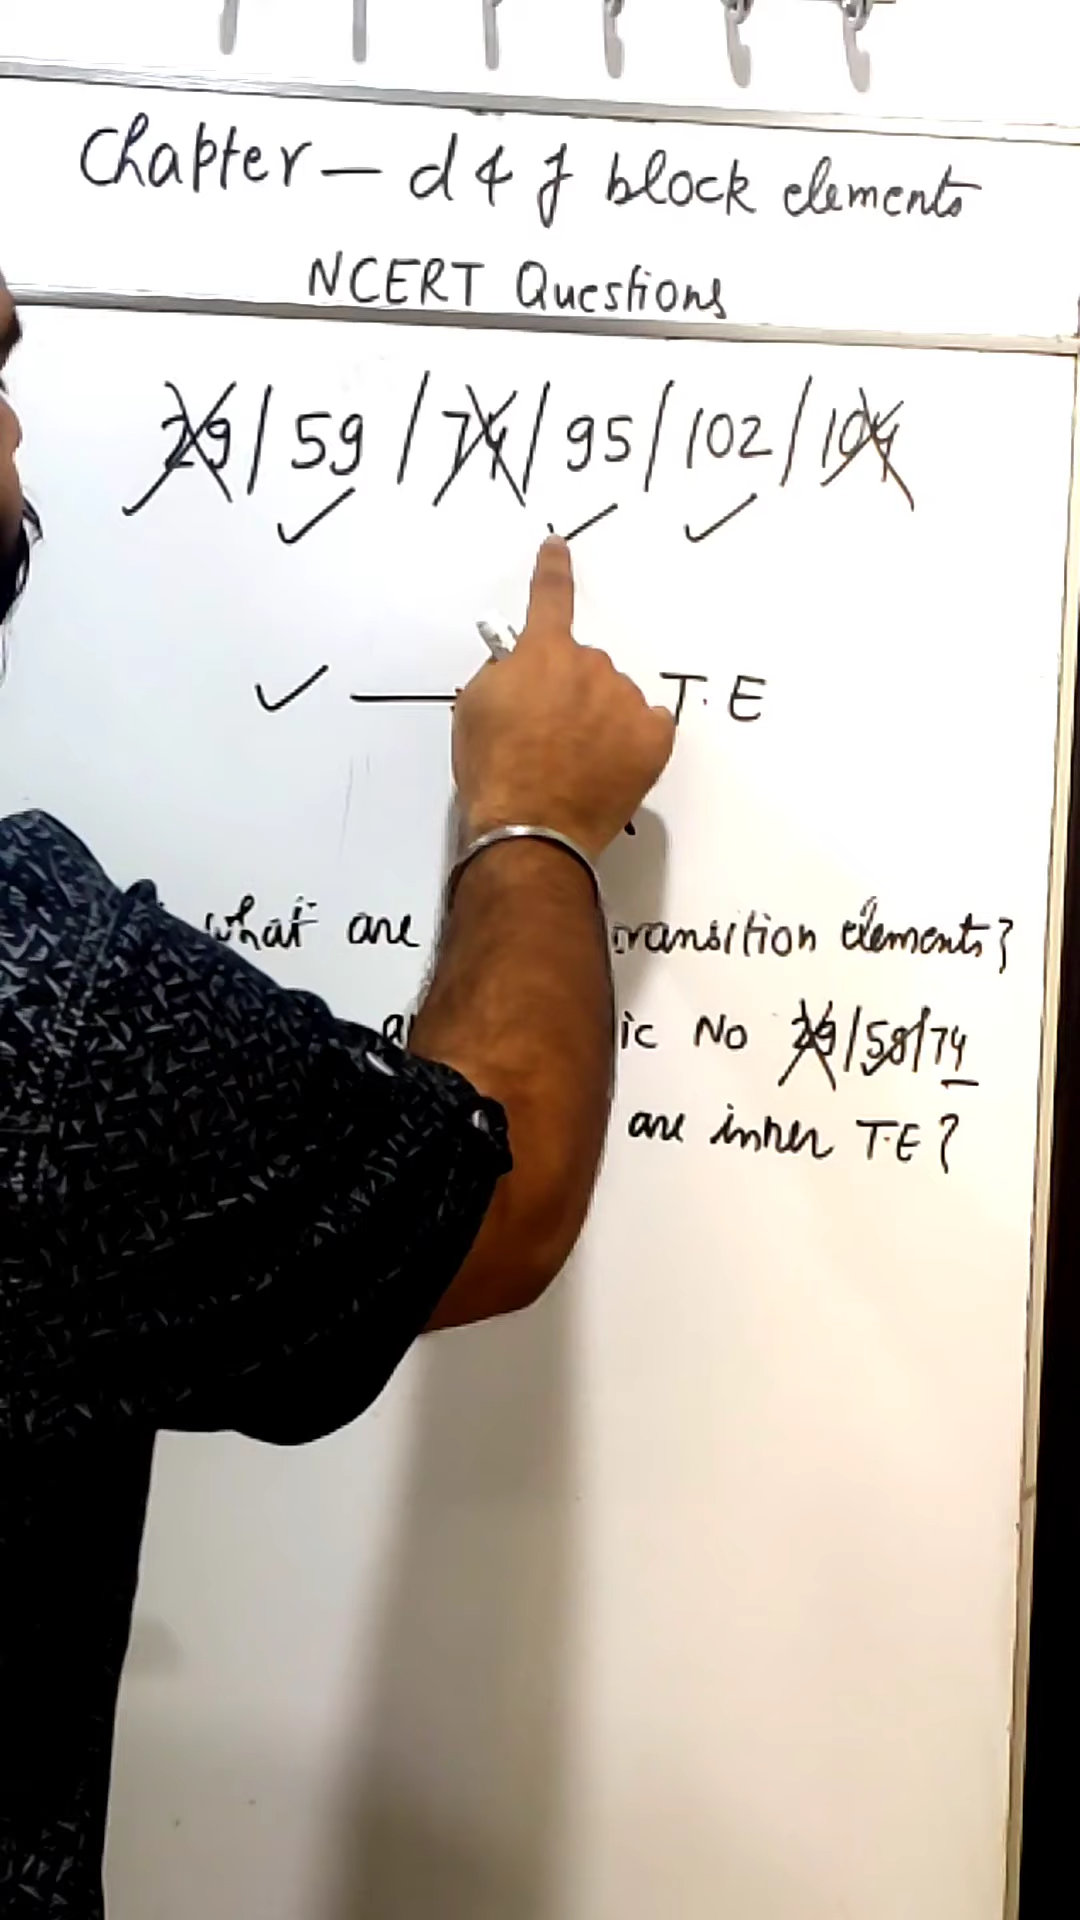 Chapter - d & f block elements
NCERT Questions
29 / 59 / 74 / 95 / 102 / 104
✓ ✓ ✓
✓ — T.E
what are transition elements?
ic No 29/58/74
are inner T.E?